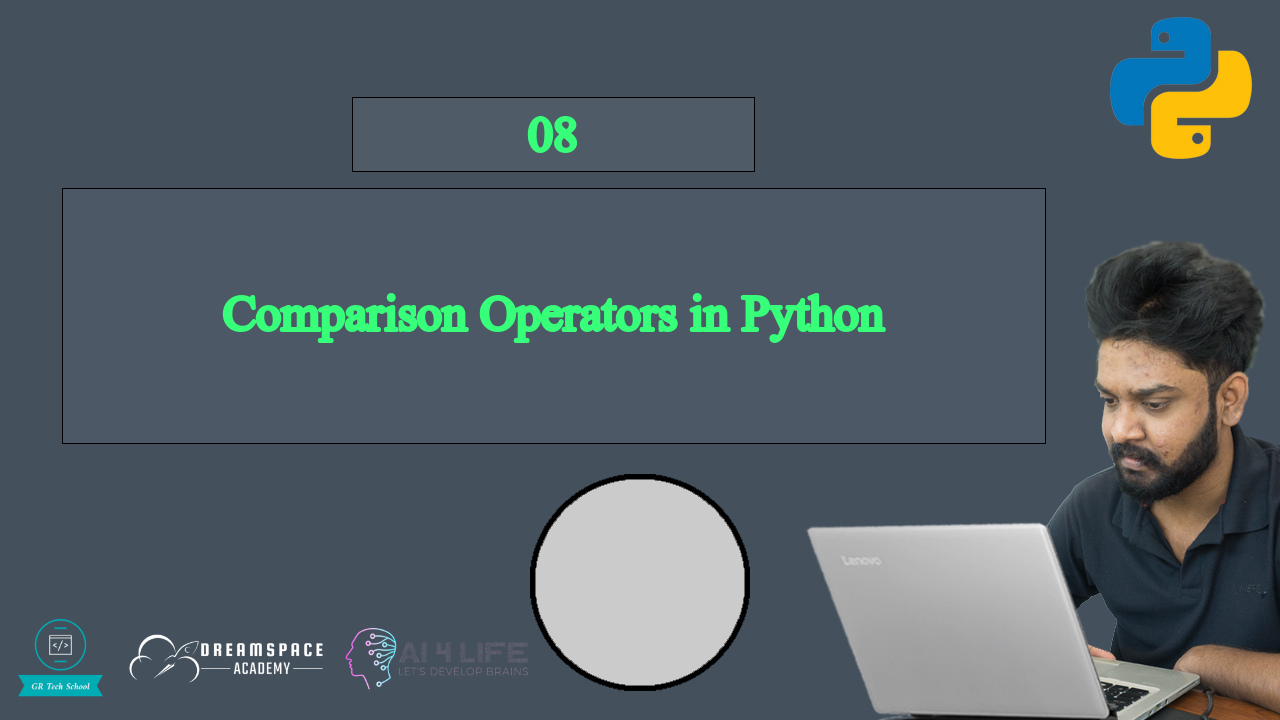 08
Comparison Operators in Python
Lenovo
GR Tech School
DREAMSPACE
ACADEMY
AI 4 LIFE
LET'S DEVELOP BRAINS